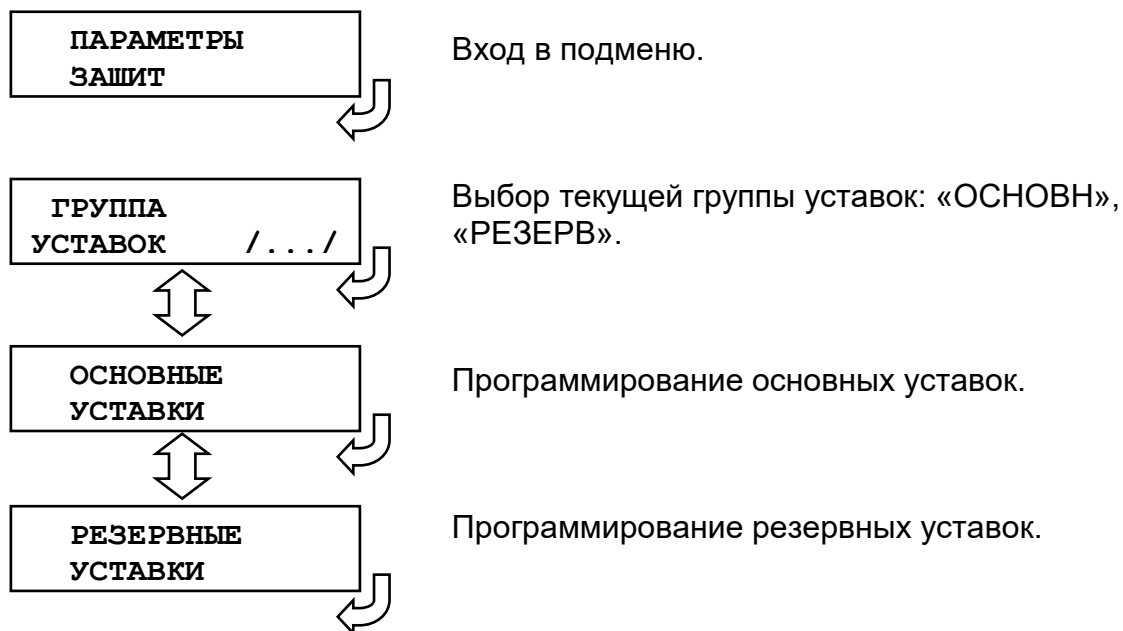 ПАРАМЕТРЫ
ЗАШИТ
Вход в подменю.
ГРУППА
УСТАВОК /.../
Выбор текущей группы уставок: «ОСНОВН»,
«РЕЗЕРВ».
ОСНОВНЫЕ
УСТАВКИ
Программирование основных уставок.
РЕЗЕРВНЫЕ
УСТАВКИ
Программирование резервных уставок.